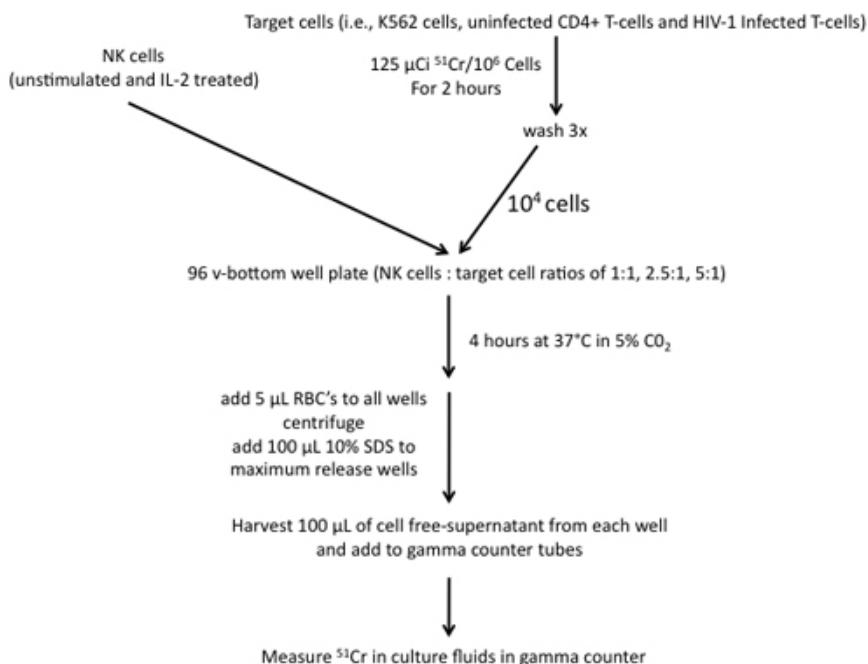 Target cells (i.e., K562 cells, uninfected CD4+ T-cells and HIV-1 Infected T-cells)
NK cells
(unstimulated and IL-2 treated)
125 µCi ⁵¹Cr/10⁶ Cells
For 2 hours
wash 3x
10⁴ cells
96 v-bottom well plate (NK cells : target cell ratios of 1:1, 2.5:1, 5:1)
4 hours at 37°C in 5% C0₂
add 5 µL RBC's to all wells
centrifuge
add 100 µL 10% SDS to
maximum release wells
Harvest 100 µL of cell free-supernatant from each well
and add to gamma counter tubes
Measure ⁵¹Cr in culture fluids in gamma counter